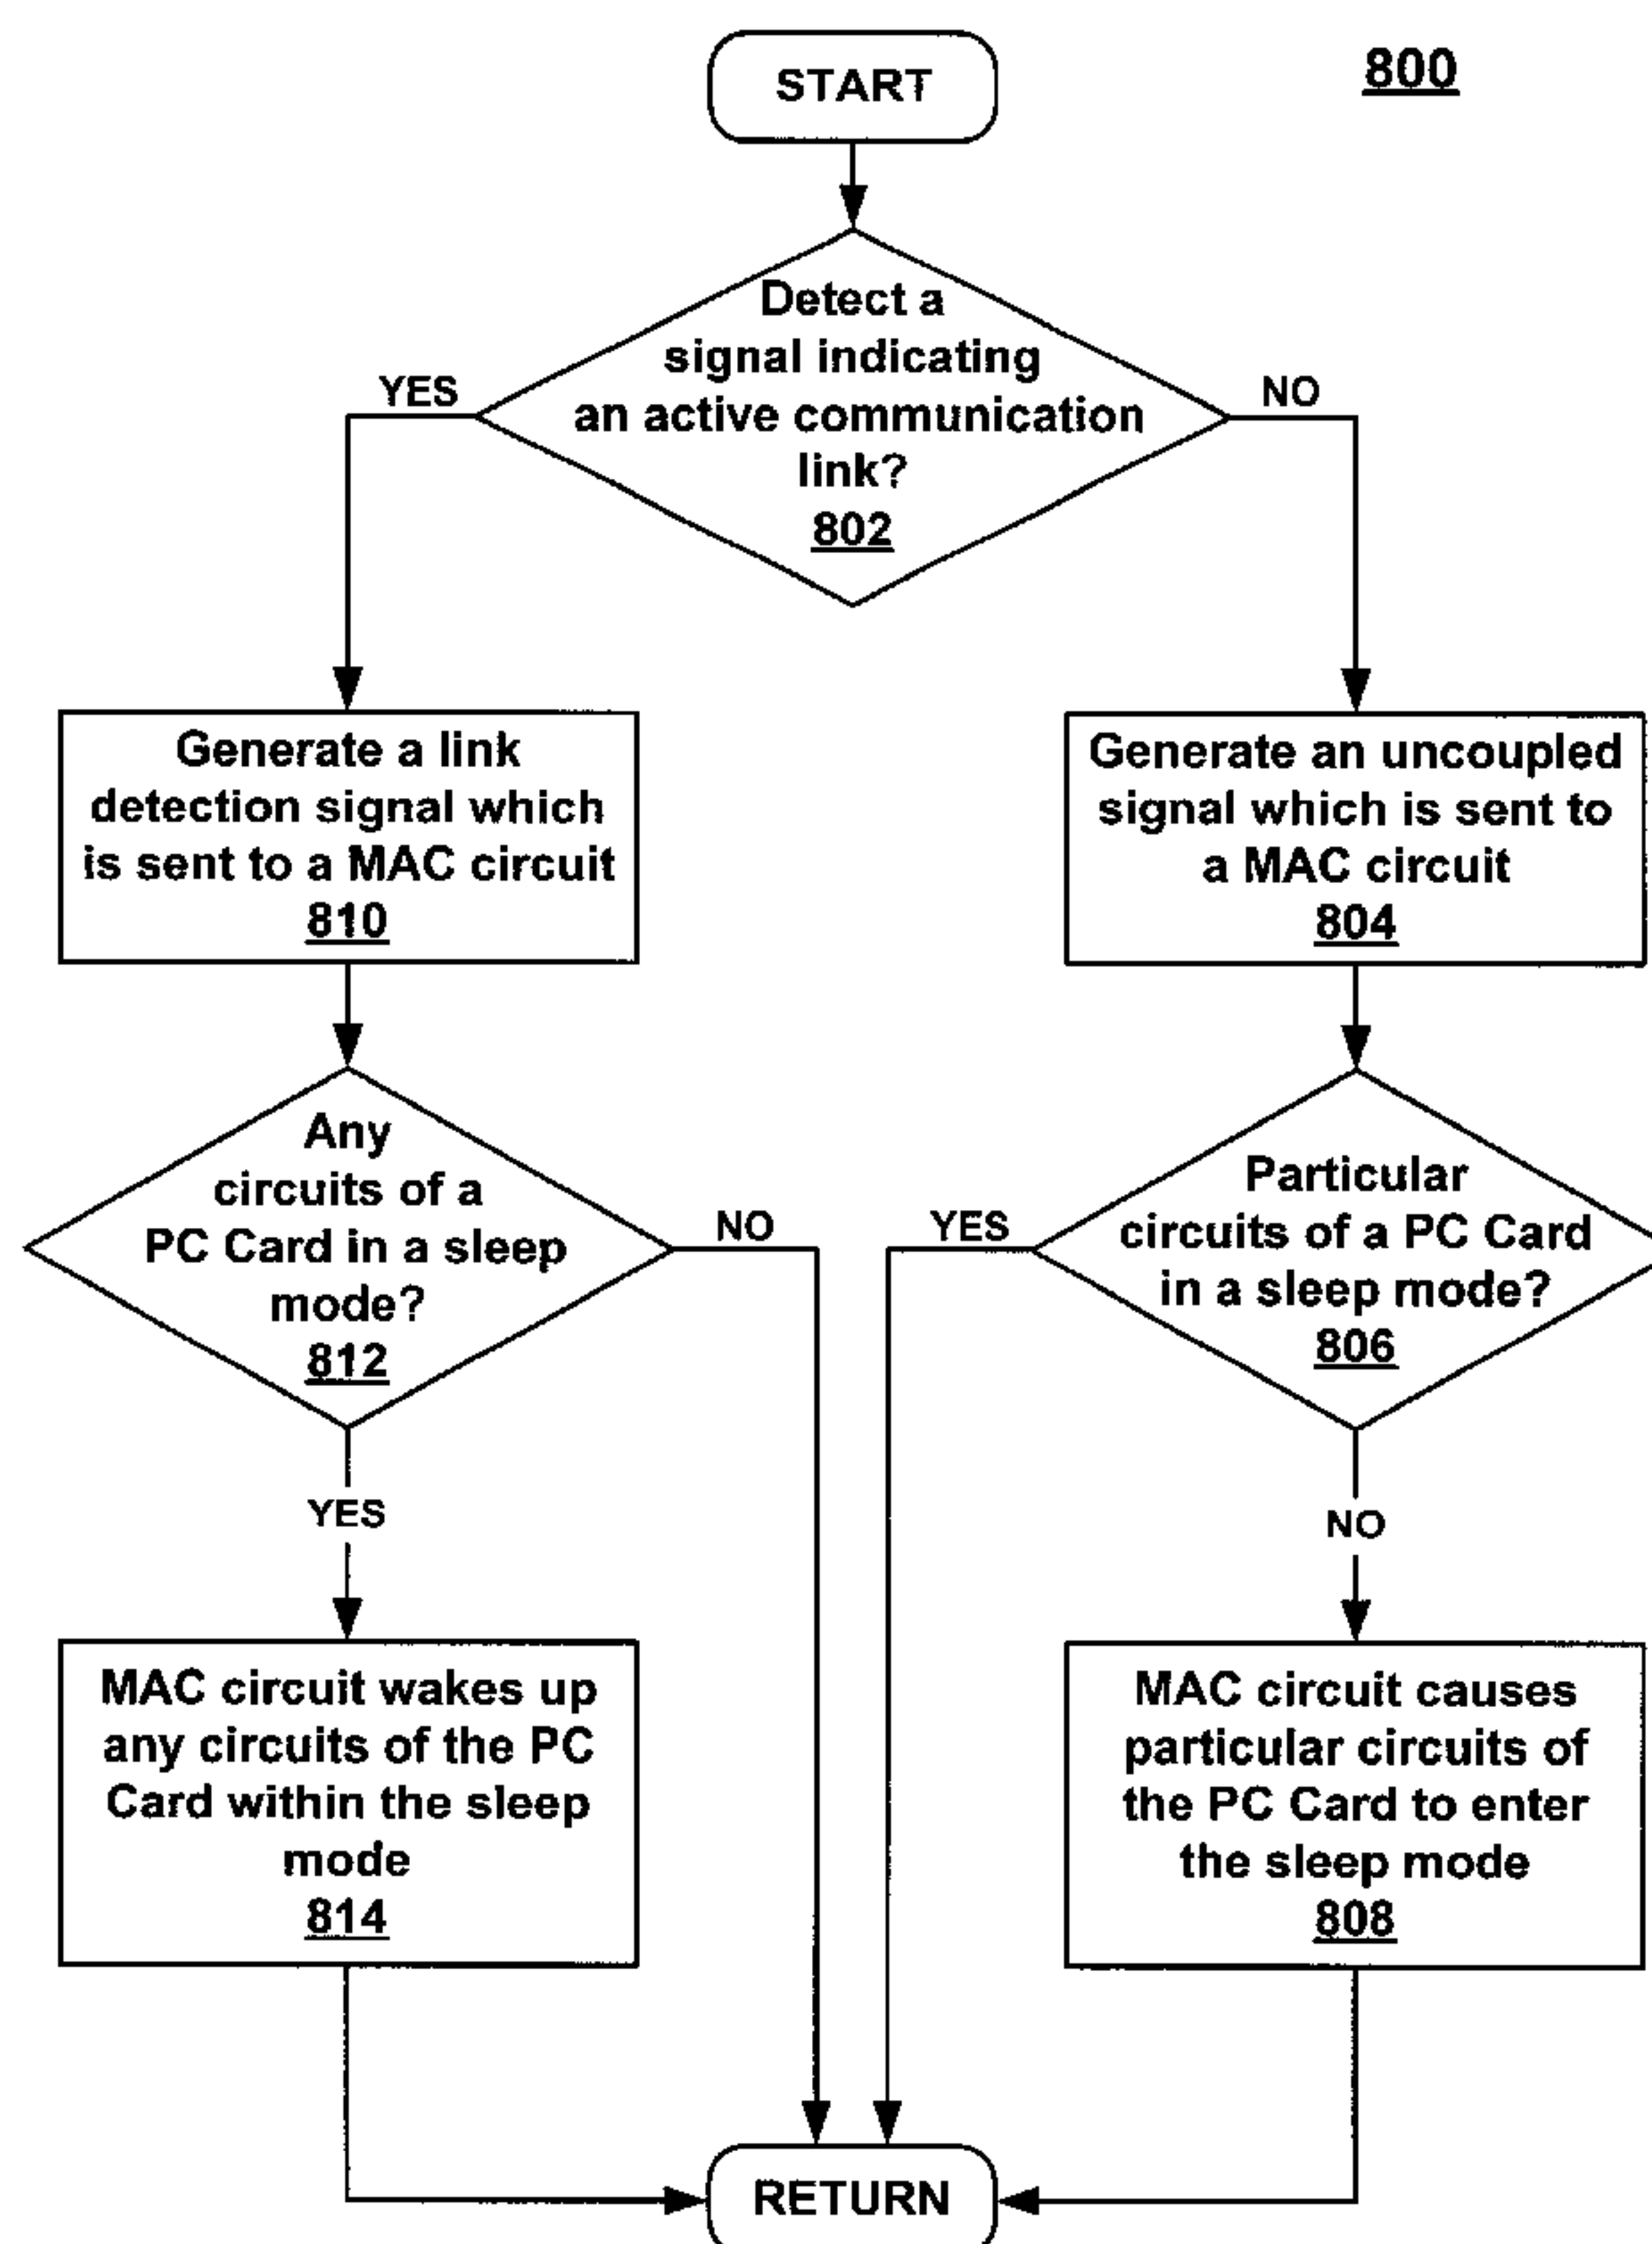 800
START
Detect a
signal indicating
an active communication
link?
802
YES
NO
Generate a link
detection signal which
is sent to a MAC circuit
810
Generate an uncoupled
signal which is sent to
a MAC circuit
804
Any
circuits of a
PC Card in a sleep
mode?
812
NO
YES
Particular
circuits of a PC Card
in a sleep mode?
806
YES
NO
MAC circuit wakes up
any circuits of the PC
Card within the sleep
mode
814
MAC circuit causes
particular circuits of
the PC Card to enter
the sleep mode
808
RETURN